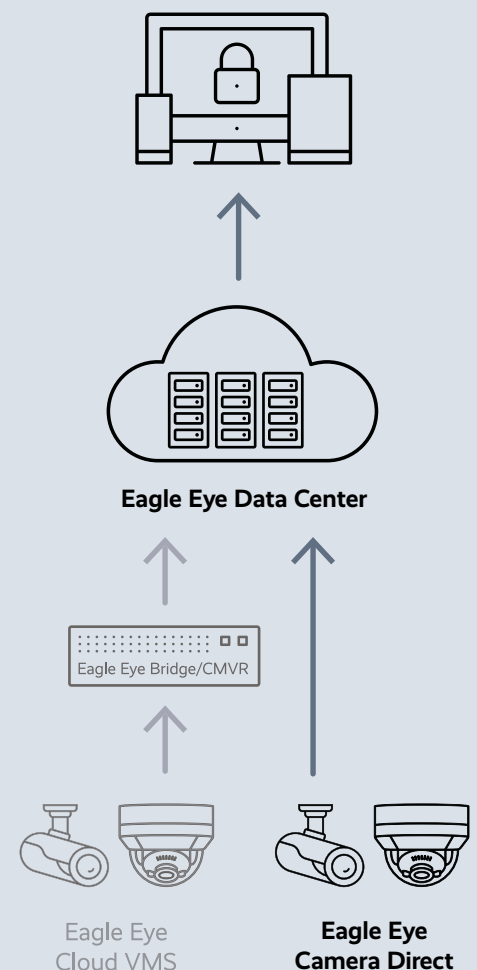 Eagle Eye Data Center
Eagle Eye Bridge/CMVR
Eagle Eye
Cloud VMS
Eagle Eye
Camera Direct